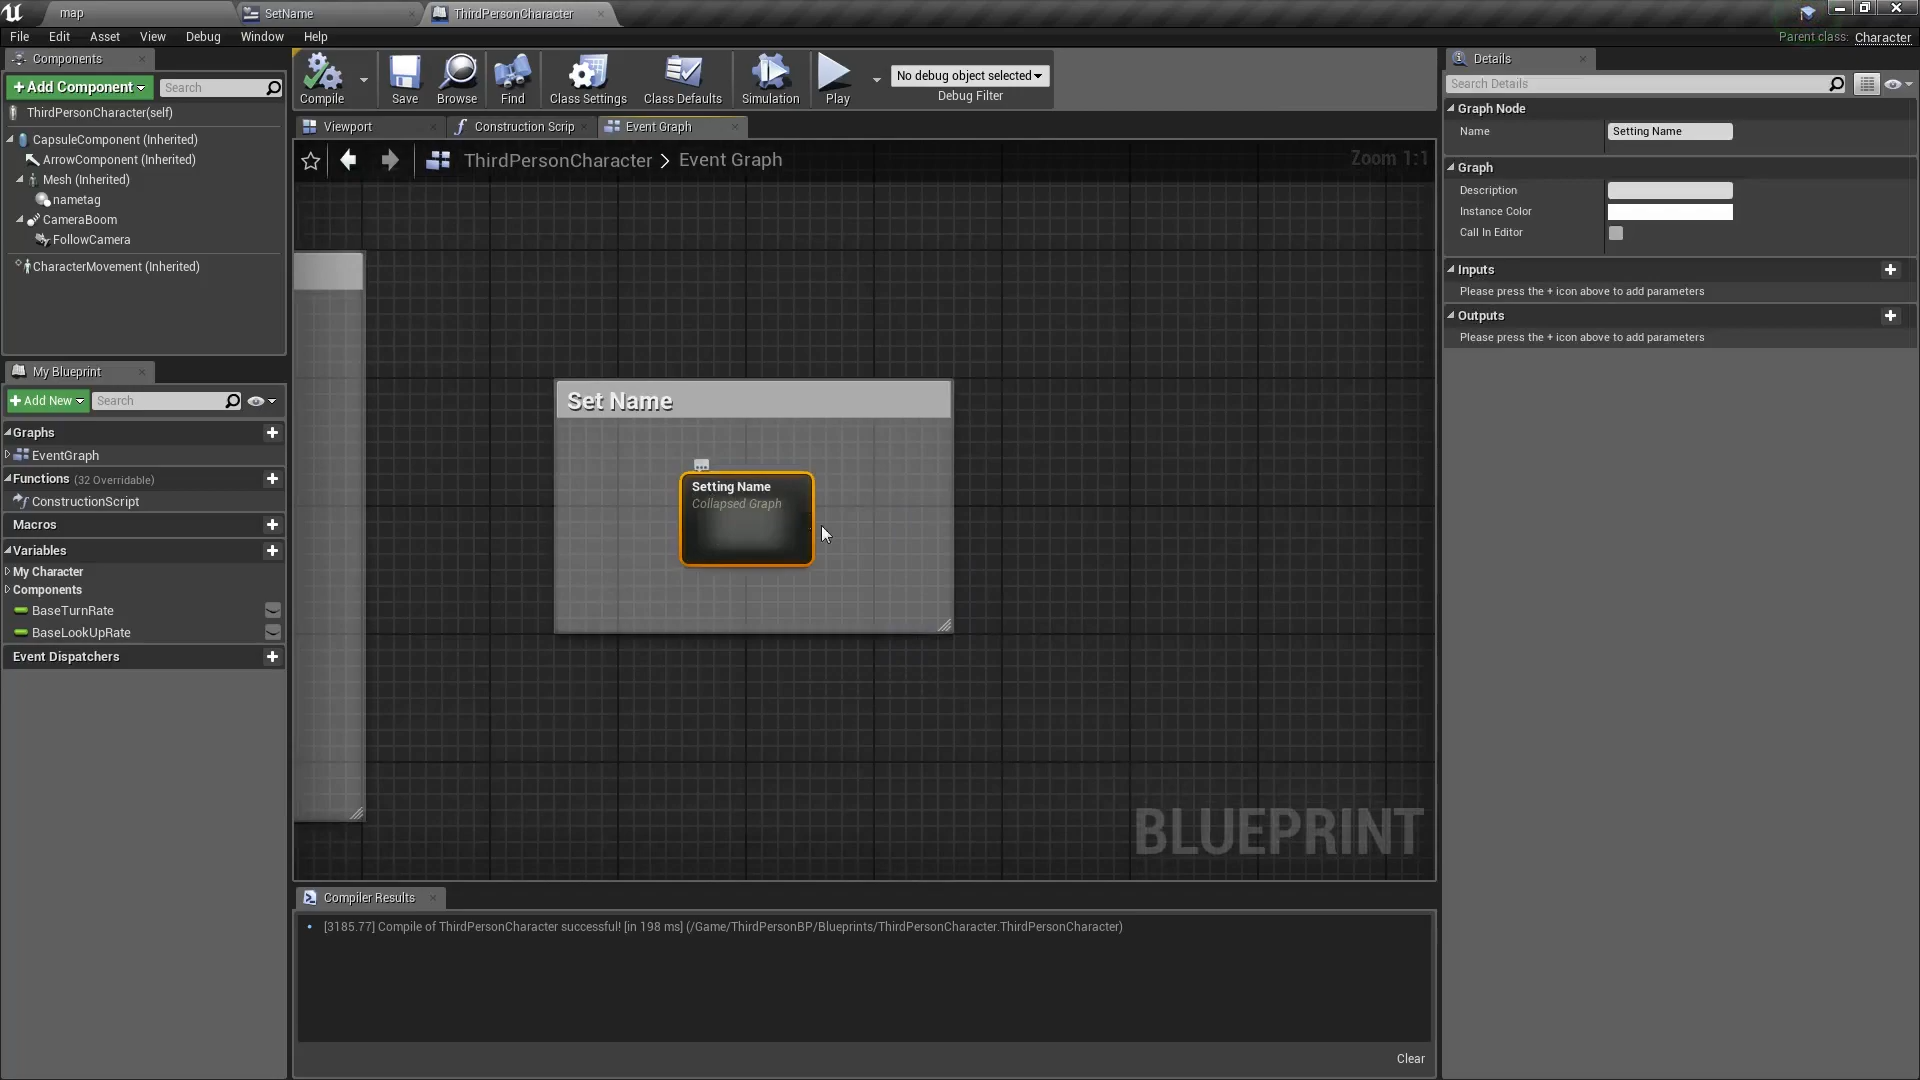 map
SetName
ThirdPersonCharacter
File Edit Asset View Debug Window Help
Parent class: Character
Components
+ Add Component
Search
ThirdPersonCharacter(self)
CapsuleComponent (Inherited)
ArrowComponent (Inherited)
Mesh (Inherited)
nametag
CameraBoom
FollowCamera
CharacterMovement (Inherited)
My Blueprint
+ Add New
Search
Graphs
EventGraph
Functions (32 Overridable)
ConstructionScript
Macros
Variables
My Character
Components
BaseTurnRate
BaseLookUpRate
Event Dispatchers
Compile
Save
Browse
Find
Class Settings
Class Defaults
Simulation
Play
No debug object selected
Debug Filter
Viewport
Construction Scrip
Event Graph
ThirdPersonCharacter > Event Graph
Zoom 1:1
Set Name
Setting Name
Collapsed Graph
BLUEPRINT
Compiler Results
[3185.77] Compile of ThirdPersonCharacter successful! [in 198 ms] (/Game/ThirdPersonBP/Blueprints/ThirdPersonCharacter.ThirdPersonCharacter)
Clear
Details
Search Details
Graph Node
Name Setting Name
Graph
Description
Instance Color
Call In Editor
Inputs
Please press the + icon above to add parameters
Outputs
Please press the + icon above to add parameters